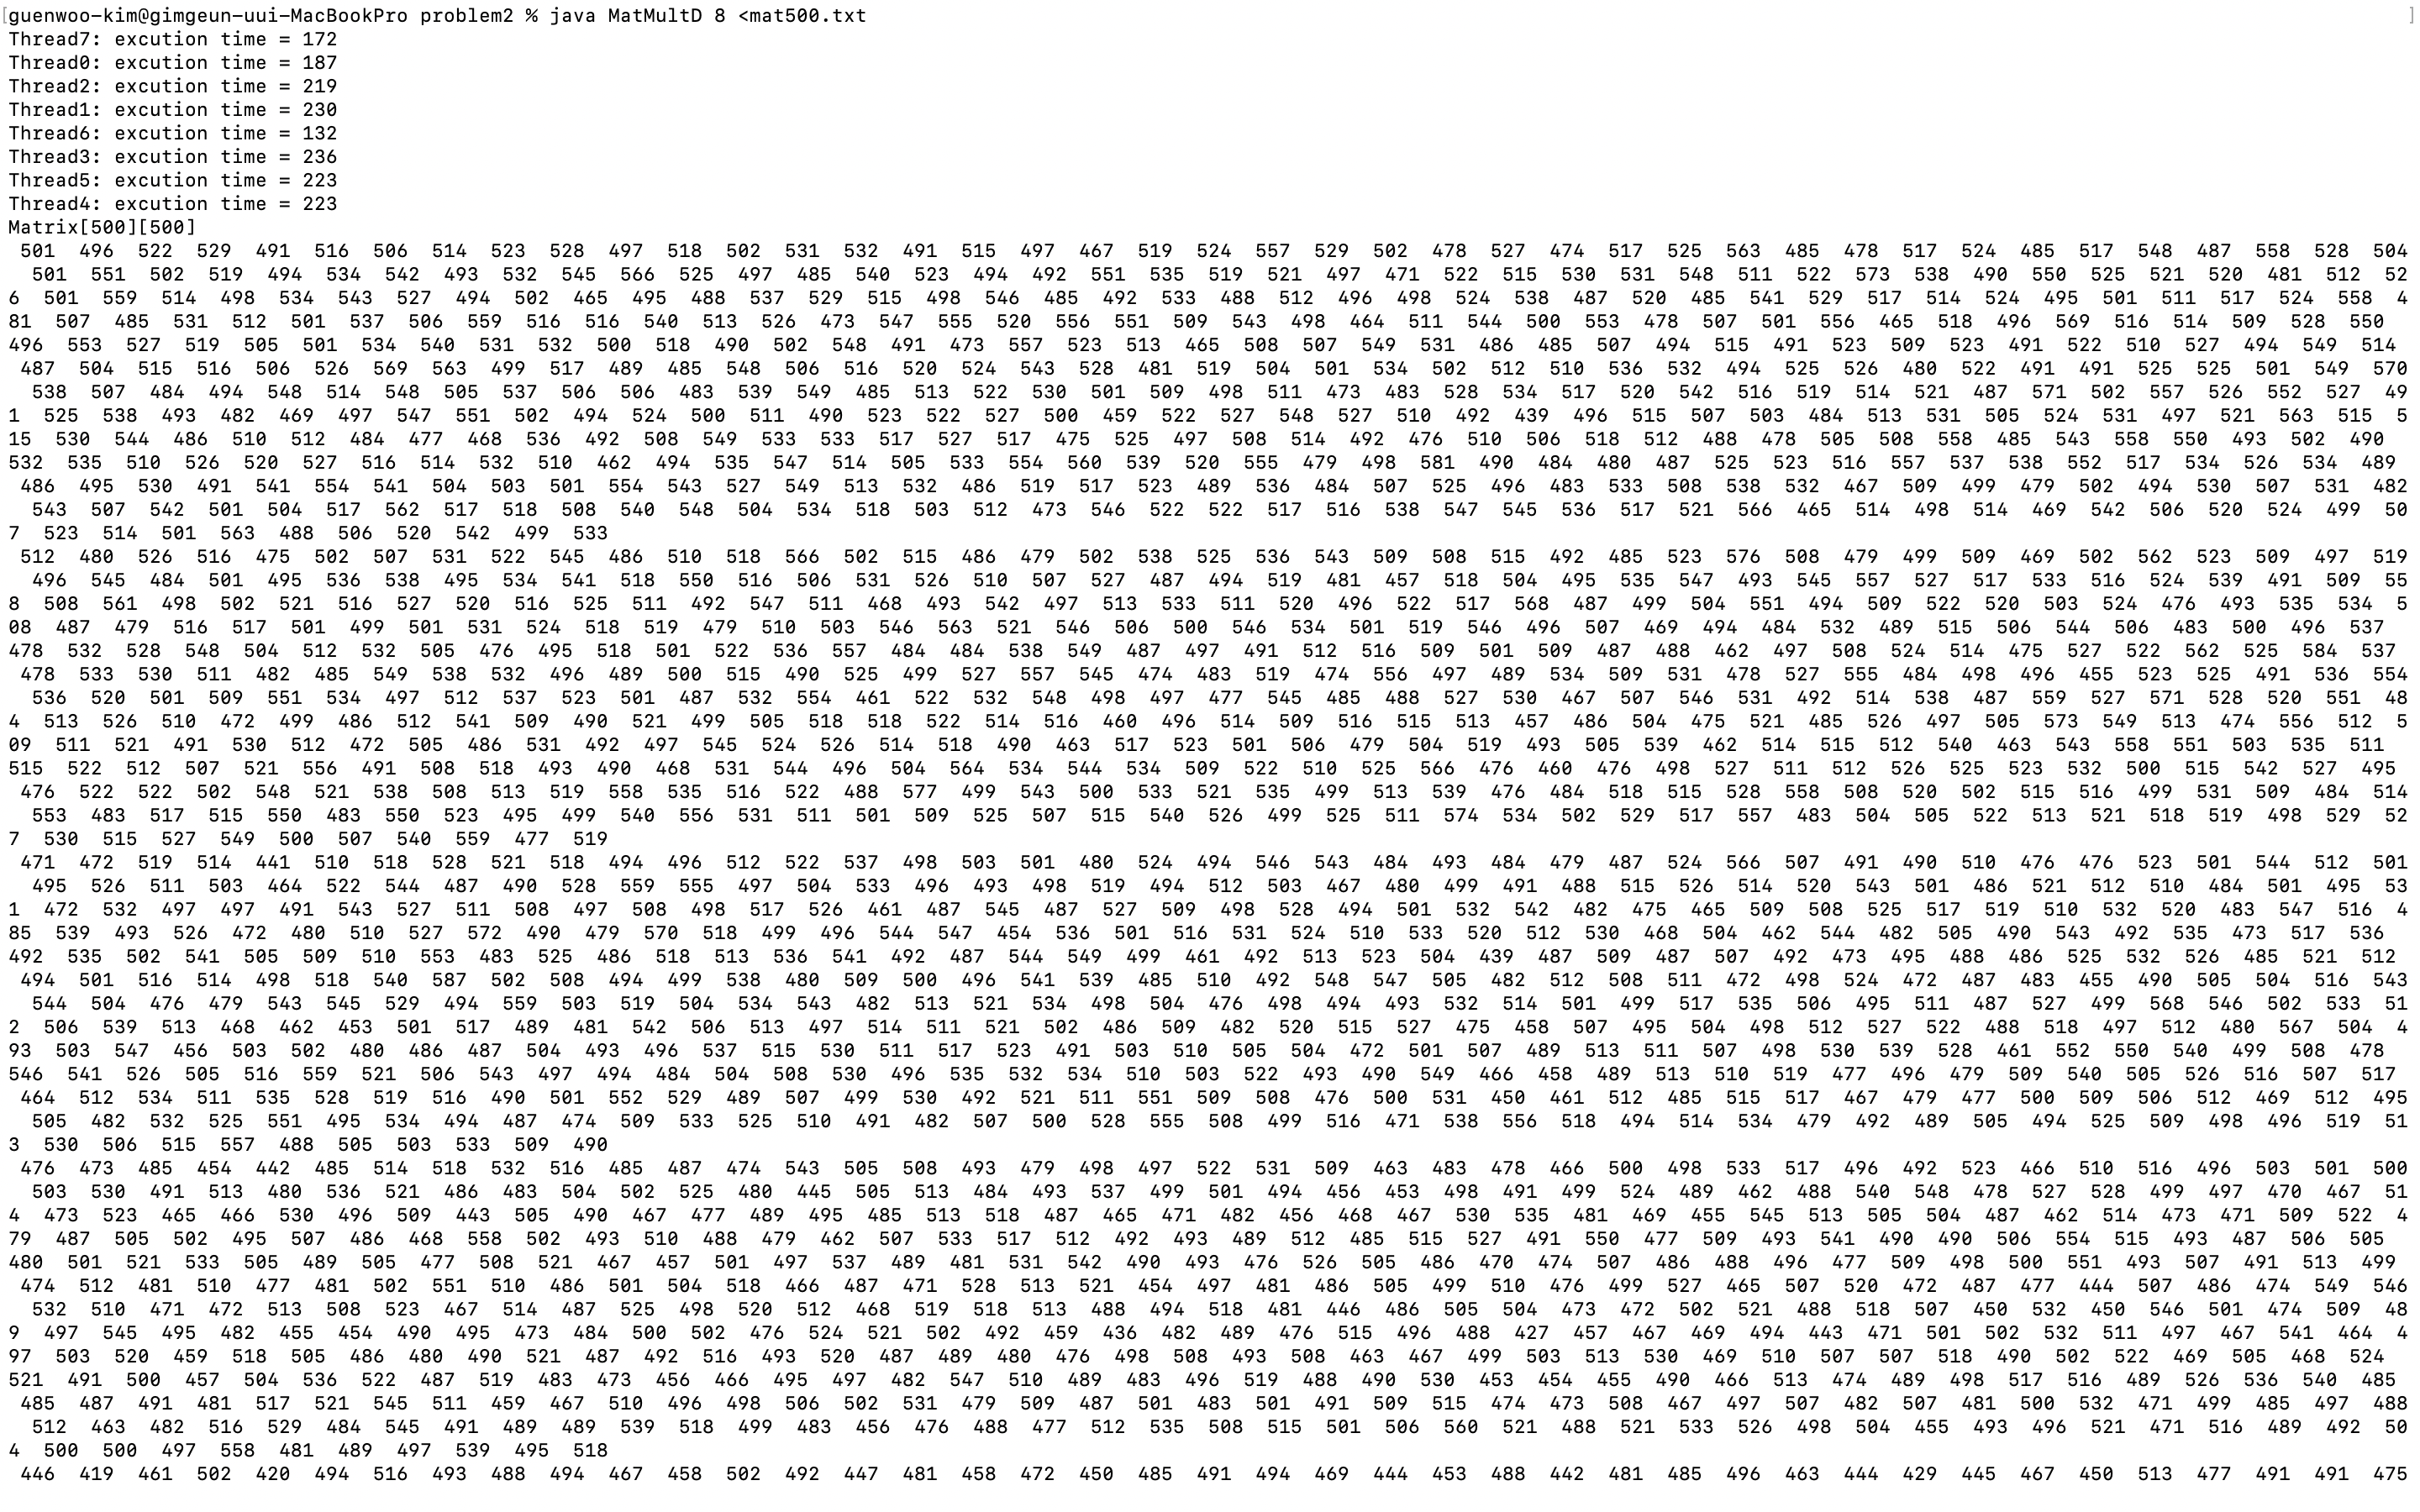 [guenwoo-kim@gimgeun-uui-MacBookPro problem2 % java MatMultD 8 <mat500.txt ]
Thread7: excution time = 172
Thread0: excution time = 187
Thread2: excution time = 219
Thread1: excution time = 230
Thread6: excution time = 132
Thread3: excution time = 236
Thread5: excution time = 223
Thread4: excution time = 223
Matrix[500][500]
501 496 522 529 491 516 506 514 523 528 497 518 502 531 532 491 515 497 467 519 524 557 529 502 478 527 474 517 525 563 485 478 517 524 485 517 548 487 558 528 504
501 551 502 519 494 534 542 493 532 545 566 525 497 485 540 523 494 492 551 535 519 521 497 471 522 515 530 531 548 511 522 573 538 490 550 525 521 520 481 512 52
6 501 559 514 498 534 543 527 494 502 465 495 488 537 529 515 498 546 485 492 533 488 512 496 498 524 538 487 520 485 541 529 517 514 524 495 501 511 517 524 558 4
81 507 485 531 512 501 537 506 559 516 516 540 513 526 473 547 555 520 556 551 509 543 498 464 511 544 500 553 478 507 501 556 465 518 496 569 516 514 509 528 550
496 553 527 519 505 501 534 540 531 532 500 518 490 502 548 491 473 557 523 513 465 508 507 549 531 486 485 507 494 515 491 523 509 523 491 522 510 527 494 549 514
487 504 515 516 506 526 569 563 499 517 489 485 548 506 516 520 524 543 528 481 519 504 501 534 502 512 510 536 532 494 525 526 480 522 491 491 525 525 501 549 570
538 507 484 494 548 514 548 505 537 506 506 483 539 549 485 513 522 530 501 509 498 511 473 483 528 534 517 520 542 516 519 514 521 487 571 502 557 526 552 527 49
1 525 538 493 482 469 497 547 551 502 494 524 500 511 490 523 522 527 500 459 522 527 548 527 510 492 439 496 515 507 503 484 513 531 505 524 531 497 521 563 515 5
15 530 544 486 510 512 484 477 468 536 492 508 549 533 533 517 527 517 475 525 497 508 514 492 476 510 506 518 512 488 478 505 508 558 485 543 558 550 493 502 490
532 535 510 526 520 527 516 514 532 510 462 494 535 547 514 505 533 554 560 539 520 555 479 498 581 490 484 480 487 525 523 516 557 537 538 552 517 534 526 534 489
486 495 530 491 541 554 541 504 503 501 554 543 527 549 513 532 486 519 517 523 489 536 484 507 525 496 483 533 508 538 532 467 509 499 479 502 494 530 507 531 482
543 507 542 501 504 517 562 517 518 508 540 548 504 534 518 503 512 473 546 522 522 517 516 538 547 545 536 517 521 566 465 514 498 514 469 542 506 520 524 499 50
7 523 514 501 563 488 506 520 542 499 533
512 480 526 516 475 502 507 531 522 545 486 510 518 566 502 515 486 479 502 538 525 536 543 509 508 515 492 485 523 576 508 479 499 509 469 502 562 523 509 497 519
496 545 484 501 495 536 538 495 534 541 518 550 516 506 531 526 510 507 527 487 494 519 481 457 518 504 495 535 547 493 545 557 527 517 533 516 524 539 491 509 55
8 508 561 498 502 521 516 527 520 516 525 511 492 547 511 468 493 542 497 513 533 511 520 496 522 517 568 487 499 504 551 494 509 522 520 503 524 476 493 535 534 5
08 487 479 516 517 501 499 501 531 524 518 519 479 510 503 546 563 521 546 506 500 546 534 501 519 546 496 507 469 494 484 532 489 515 506 544 506 483 500 496 537
478 532 528 548 504 512 532 505 476 495 518 501 522 536 557 484 484 538 549 487 497 491 512 516 509 501 509 487 488 462 497 508 524 514 475 527 522 562 525 584 537
478 533 530 511 482 485 549 538 532 496 489 500 515 490 525 499 527 557 545 474 483 519 474 556 497 489 534 509 531 478 527 555 484 498 496 455 523 525 491 536 554
536 520 501 509 551 534 497 512 537 523 501 487 532 554 461 522 532 548 498 497 477 545 485 488 527 530 467 507 546 531 492 514 538 487 559 527 571 528 520 551 48
4 513 526 510 472 499 486 512 541 509 490 521 499 505 518 518 522 514 516 460 496 514 509 516 515 513 457 486 504 475 521 485 526 497 505 573 549 513 474 556 512 5
09 511 521 491 530 512 472 505 486 531 492 497 545 524 526 514 518 490 463 517 523 501 506 479 504 519 493 505 539 462 514 515 512 540 463 543 558 551 503 535 511
515 522 512 507 521 556 491 508 518 493 490 468 531 544 496 504 564 534 544 534 509 522 510 525 566 476 460 476 498 527 511 512 526 525 523 532 500 515 542 527 495
476 522 522 502 548 521 538 508 513 519 558 535 516 522 488 577 499 543 500 533 521 535 499 513 539 476 484 518 515 528 558 508 520 502 515 516 499 531 509 484 514
553 483 517 515 550 483 550 523 495 499 540 556 531 511 501 509 525 507 515 540 526 499 525 511 574 534 502 529 517 557 483 504 505 522 513 521 518 519 498 529 52
7 530 515 527 549 500 507 540 559 477 519
471 472 519 514 441 510 518 528 521 518 494 496 512 522 537 498 503 501 480 524 494 546 543 484 493 484 479 487 524 566 507 491 490 510 476 476 523 501 544 512 501
495 526 511 503 464 522 544 487 490 528 559 555 497 504 533 496 493 498 519 494 512 503 467 480 499 491 488 515 526 514 520 543 501 486 521 512 510 484 501 495 53
1 472 532 497 497 491 543 527 511 508 497 508 498 517 526 461 487 545 487 527 509 498 528 494 501 532 542 482 475 465 509 508 525 517 519 510 532 520 483 547 516 4
85 539 493 526 472 480 510 527 572 490 479 570 518 499 496 544 547 454 536 501 516 531 524 510 533 520 512 530 468 504 462 544 482 505 490 543 492 535 473 517 536
492 535 502 541 505 509 510 553 483 525 486 518 513 536 541 492 487 544 549 499 461 492 513 523 504 439 487 509 487 507 492 473 495 488 486 525 532 526 485 521 512
494 501 516 514 498 518 540 587 502 508 494 499 538 480 509 500 496 541 539 485 510 492 548 547 505 482 512 508 511 472 498 524 472 487 483 455 490 505 504 516 543
544 504 476 479 543 545 529 494 559 503 519 504 534 543 482 513 521 534 498 504 476 498 494 493 532 514 501 499 517 535 506 495 511 487 527 499 568 546 502 533 51
2 506 539 513 468 462 453 501 517 489 481 542 506 513 497 514 511 521 502 486 509 482 520 515 527 475 458 507 495 504 498 512 527 522 488 518 497 512 480 567 504 4
93 503 547 456 503 502 480 486 487 504 493 496 537 515 530 511 517 523 491 503 510 505 504 472 501 507 489 513 511 507 498 530 539 528 461 552 550 540 499 508 478
546 541 526 505 516 559 521 506 543 497 494 484 504 508 530 496 535 532 534 510 503 522 493 490 549 466 458 489 513 510 519 477 496 479 509 540 505 526 516 507 517
464 512 534 511 535 528 519 516 490 501 552 529 489 507 499 530 492 521 511 551 509 508 476 500 531 450 461 512 485 515 517 467 479 477 500 509 506 512 469 512 495
505 482 532 525 551 495 534 494 487 474 509 533 525 510 491 482 507 500 528 555 508 499 516 471 538 556 518 494 514 534 479 492 489 505 494 525 509 498 496 519 51
3 530 506 515 557 488 505 503 533 509 490
476 473 485 454 442 485 514 518 532 516 485 487 474 543 505 508 493 479 498 497 522 531 509 463 483 478 466 500 498 533 517 496 492 523 466 510 516 496 503 501 500
503 530 491 513 480 536 521 486 483 504 502 525 480 445 505 513 484 493 537 499 501 494 456 453 498 491 499 524 489 462 488 540 548 478 527 528 499 497 470 467 51
4 473 523 465 466 530 496 509 443 505 490 467 477 489 495 485 513 518 487 465 471 482 456 468 467 530 535 481 469 455 545 513 505 504 487 462 514 473 471 509 522 4
79 487 505 502 495 507 486 468 558 502 493 510 488 479 462 507 533 517 512 492 493 489 512 485 515 527 491 550 477 509 493 541 490 490 506 554 515 493 487 506 505
480 501 521 533 505 489 505 477 508 521 467 457 501 497 537 489 481 531 542 490 493 476 526 505 486 470 474 507 486 488 496 477 509 498 500 551 493 507 491 513 499
474 512 481 510 477 481 502 551 510 486 501 504 518 466 487 471 528 513 521 454 497 481 486 505 499 510 476 499 527 465 507 520 472 487 477 444 507 486 474 549 546
532 510 471 472 513 508 523 467 514 487 525 498 520 512 468 519 518 513 488 494 518 481 446 486 505 504 473 472 502 521 488 518 507 450 532 450 546 501 474 509 48
9 497 545 495 482 455 454 490 495 473 484 500 502 476 524 521 502 492 459 436 482 489 476 515 496 488 427 457 467 469 494 443 471 501 502 532 511 497 467 541 464 4
97 503 520 459 518 505 486 480 490 521 487 492 516 493 520 487 489 480 476 498 508 493 508 463 467 499 503 513 530 469 510 507 507 518 490 502 522 469 505 468 524
521 491 500 457 504 536 522 487 519 483 473 456 466 495 497 482 547 510 489 483 496 519 488 490 530 453 454 455 490 466 513 474 489 498 517 516 489 526 536 540 485
485 487 491 481 517 521 545 511 459 467 510 496 498 506 502 531 479 509 487 501 483 501 491 509 515 474 473 508 467 497 507 482 507 481 500 532 471 499 485 497 488
512 463 482 516 529 484 545 491 489 489 539 518 499 483 456 476 488 477 512 535 508 515 501 506 560 521 488 521 533 526 498 504 455 493 496 521 471 516 489 492 50
4 500 500 497 558 481 489 497 539 495 518
446 419 461 502 420 494 516 493 488 494 467 458 502 492 447 481 458 472 450 485 491 494 469 444 453 488 442 481 485 496 463 444 429 445 467 450 513 477 491 491 475